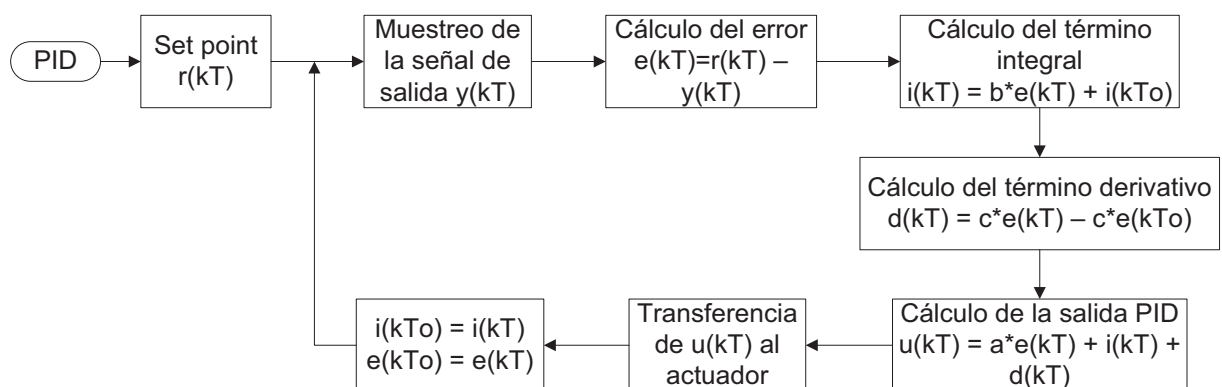 PID
Set point
r(kT)
Muestreo de
la señal de
salida y(kT)
Cálculo del error
e(kT)=r(kT) –
y(kT)
Cálculo del término
integral
i(kT) = b*e(kT) + i(kTo)
Cálculo del término derivativo
d(kT) = c*e(kT) – c*e(kTo)
Cálculo de la salida PID
u(kT) = a*e(kT) + i(kT) +
d(kT)
Transferencia
de u(kT) al
actuador
i(kTo) = i(kT)
e(kTo) = e(kT)